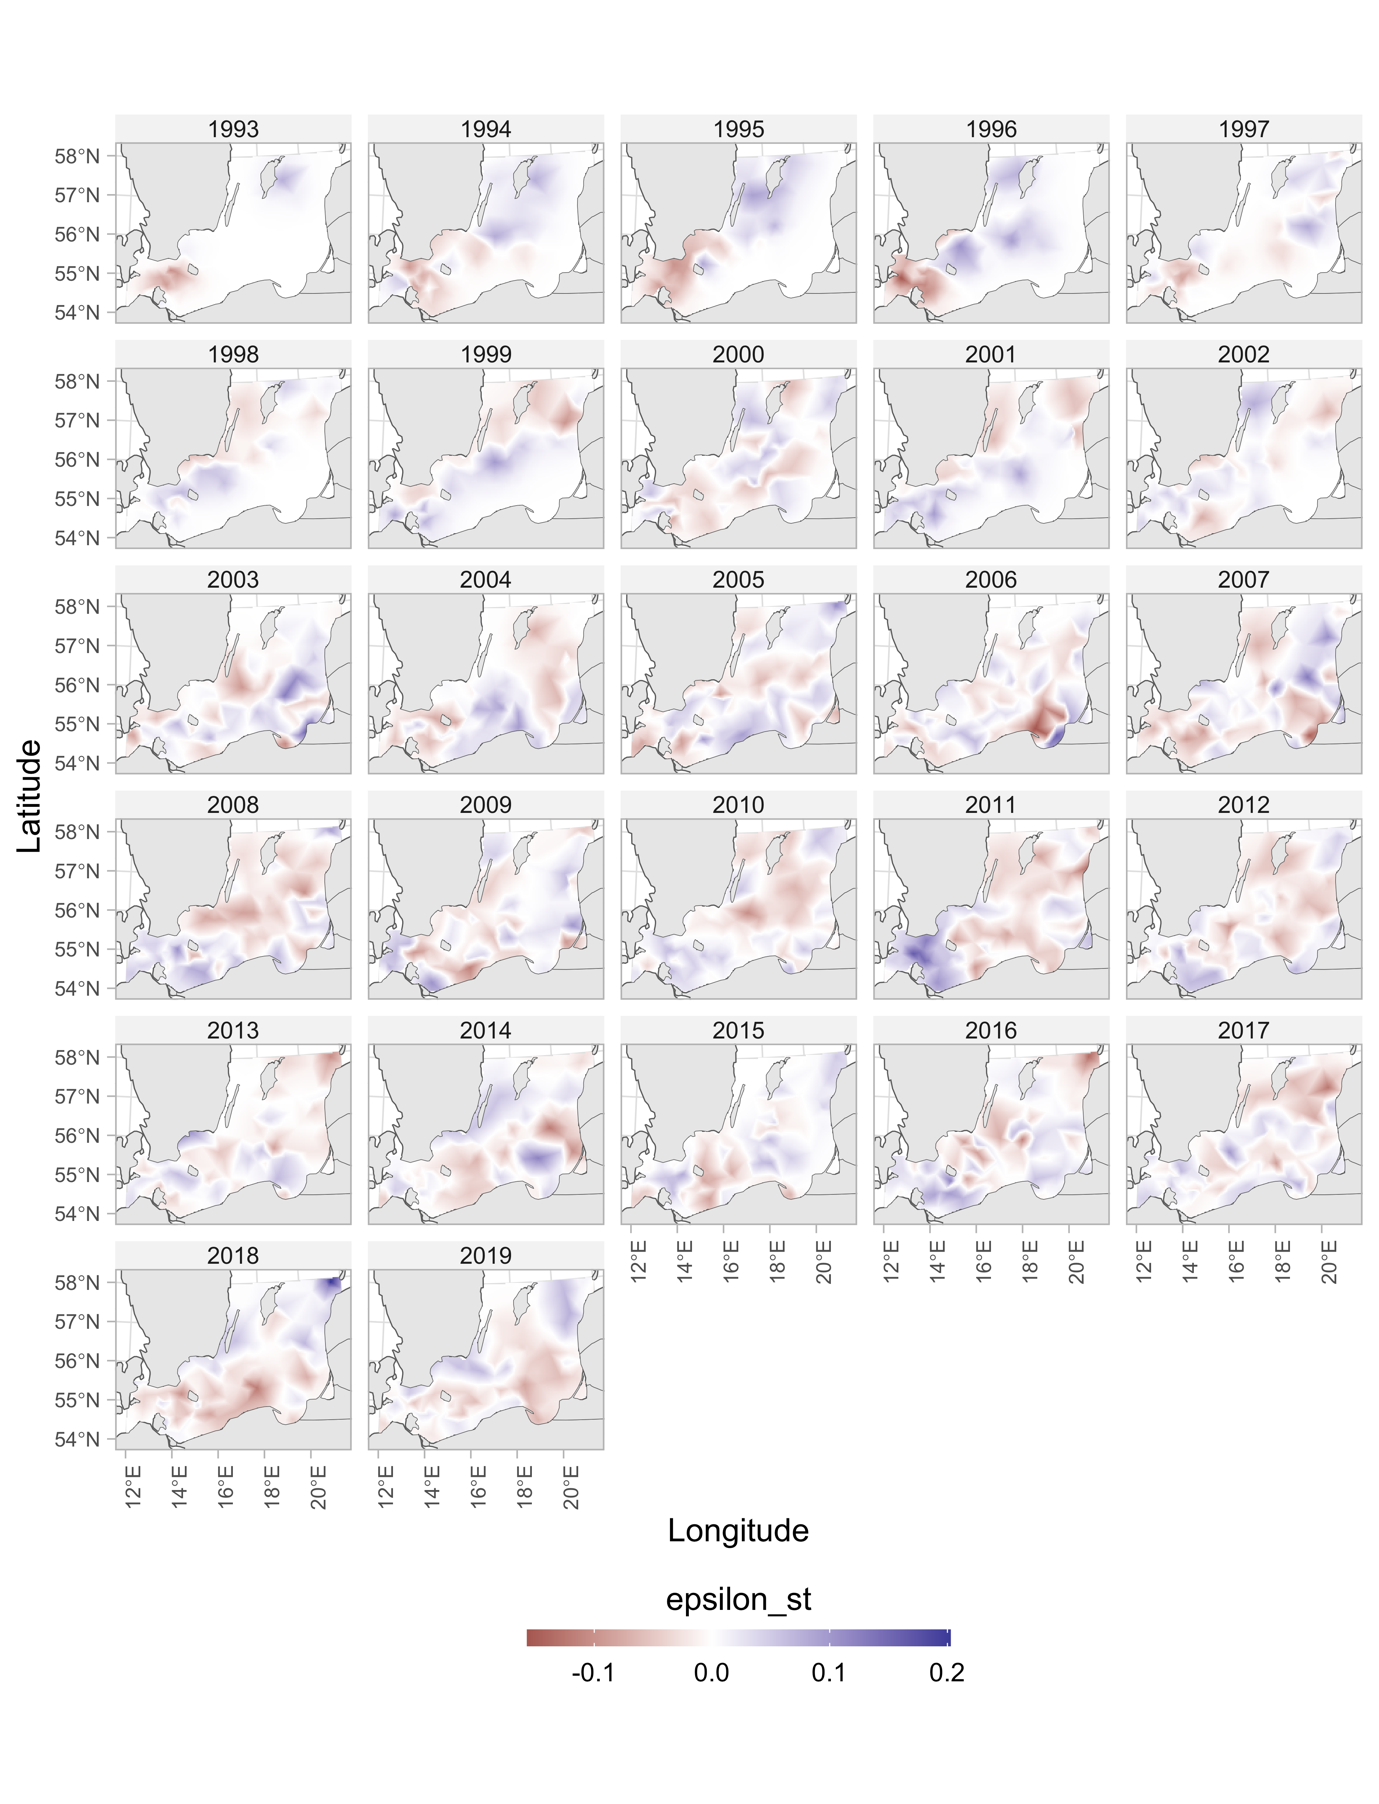 1993 1994 1995 1996 1997
58°N
57°N
56°N
55°N
54°N
1998 1999 2000 2001 2002
58°N
57°N
56°N
55°N
54°N
2003 2004 2005 2006 2007
58°N
57°N
56°N
55°N
54°N
Latitude
2008 2009 2010 2011 2012
58°N
57°N
56°N
55°N
54°N
2013 2014 2015 2016 2017
58°N
57°N
56°N
55°N
54°N
12°E 14°E 16°E 18°E 20°E 12°E 14°E 16°E 18°E 20°E 12°E 14°E 16°E 18°E 20°E
2018 2019
58°N
57°N
56°N
55°N
54°N
12°E 14°E 16°E 18°E 20°E 12°E 14°E 16°E 18°E 20°E
Longitude
epsilon_st
-0.1 0.0 0.1 0.2